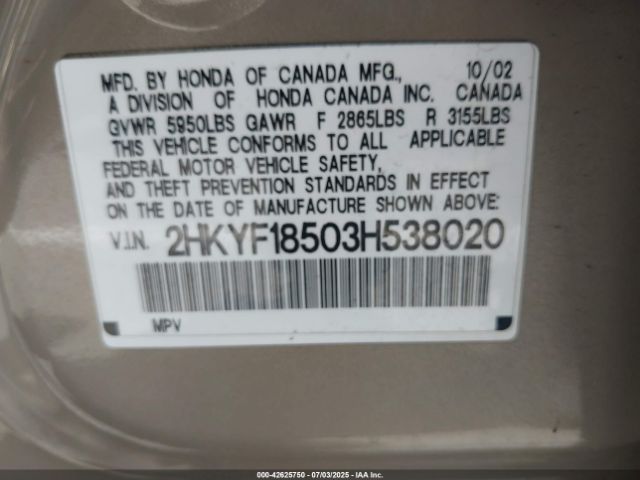 MFD. BY HONDA OF CANADA MFG., 10/02
A DIVISION OF HONDA CANADA INC. CANADA
GVWR 5950LBS GAWR F 2865LBS R 3155LBS
THIS VEHICLE CONFORMS TO ALL APPLICABLE
FEDERAL MOTOR VEHICLE SAFETY,
AND THEFT PREVENTION STANDARDS IN EFFECT
ON THE DATE OF MANUFACTURE SHOWN ABOVE:
V.I.N. 2HKYF18503H538020
MPV
000-42625750 | 07/03/2025 | IAA Inc.